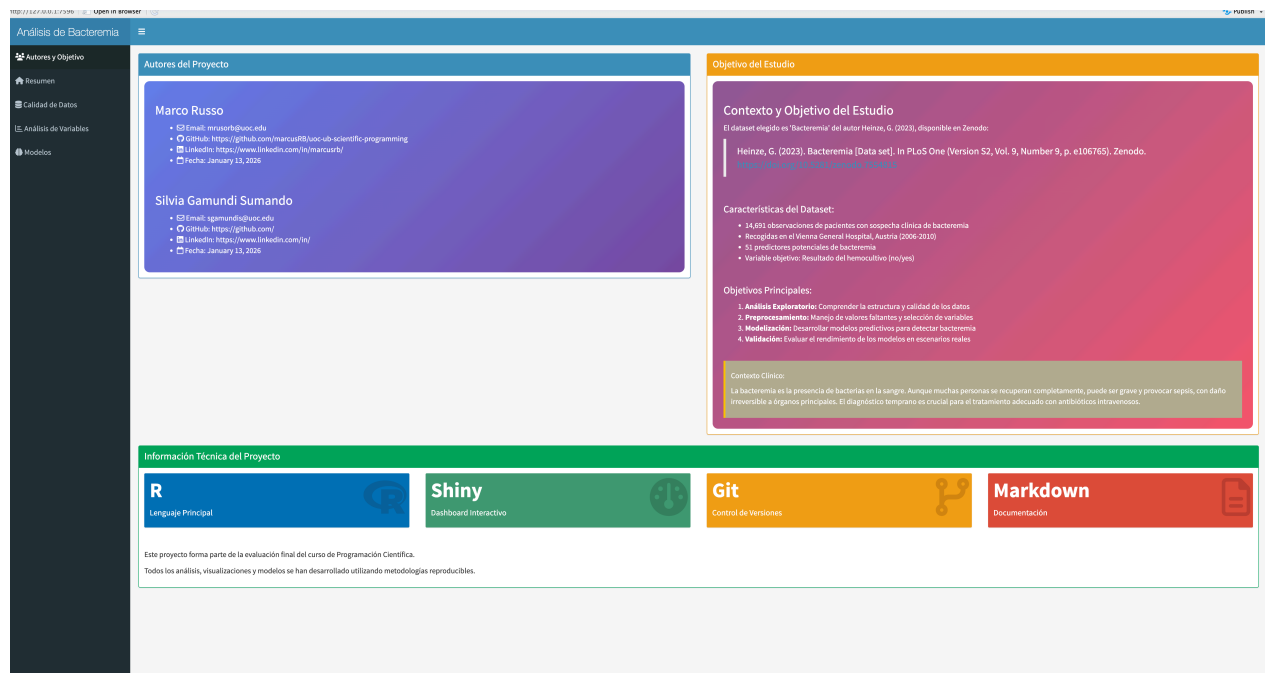 http://127.0.0.1:7596
Open in Browser
Publish
Análisis de Bacteremia
Autores y Objetivo
Resumen
Calidad de Datos
Análisis de Variables
Modelos
Autores del Proyecto
Marco Russo
Email: mrusorb@uoc.edu
GitHub: https://github.com/marcusRB/uoc-ub-scientific-programming
LinkedIn: https://www.linkedin.com/in/marcusrb/
Fecha: January 13, 2026
Silvia Gamundi Sumando
Email: sgamundis@uoc.edu
GitHub: https://github.com/
LinkedIn: https://www.linkedin.com/in/
Fecha: January 13, 2026
Objetivo del Estudio
Contexto y Objetivo del Estudio
El dataset elegido es 'Bacteremia' del autor Heinze, G. (2023), disponible en Zenodo:
Heinze, G. (2023). Bacteremia [Data set]. In PLoS One (Version S2, Vol. 9, Number 9, p. e106765). Zenodo.
Características del Dataset:
14,691 observaciones de pacientes con sospecha clínica de bacteremia
Recogidas en el Vienna General Hospital, Austria (2006-2010)
51 predictores potenciales de bacteremia
Variable objetivo: Resultado del hemocultivo (no/yes)
Objetivos Principales:
1. Análisis Exploratorio: Comprender la estructura y calidad de los datos
2. Preprocesamiento: Manejo de valores faltantes y selección de variables
3. Modelización: Desarrollar modelos predictivos para detectar bacteremia
4. Validación: Evaluar el rendimiento de los modelos en escenarios reales
Contexto Clínico:
La bacteremia es la presencia de bacterias en la sangre. Aunque muchas personas se recuperan completamente, puede ser grave y provocar sepsis, con daño
irreversible a órganos principales. El diagnóstico temprano es crucial para el tratamiento adecuado con antibióticos intravenosos.
Información Técnica del Proyecto
R
Lenguaje Principal
Shiny
Dashboard Interactivo
Git
Control de Versiones
Markdown
Documentación
Este proyecto forma parte de la evaluación final del curso de Programación Científica.
Todos los análisis, visualizaciones y modelos se han desarrollado utilizando metodologías reproducibles.